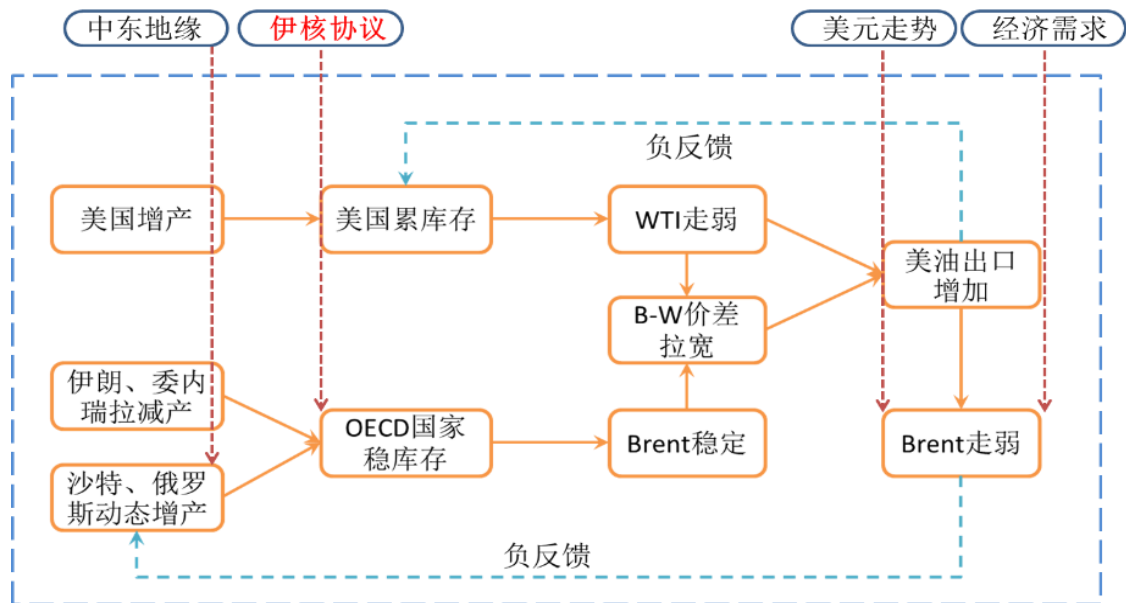 中东地缘
伊核协议
美元走势
经济需求
负反馈
美国增产
美国累库存
WTI走弱
美油出口
增加
B-W价差
拉宽
伊朗、委内
瑞拉减产
OECD国家
稳库存
Brent稳定
Brent走弱
沙特、俄罗
斯动态增产
负反馈